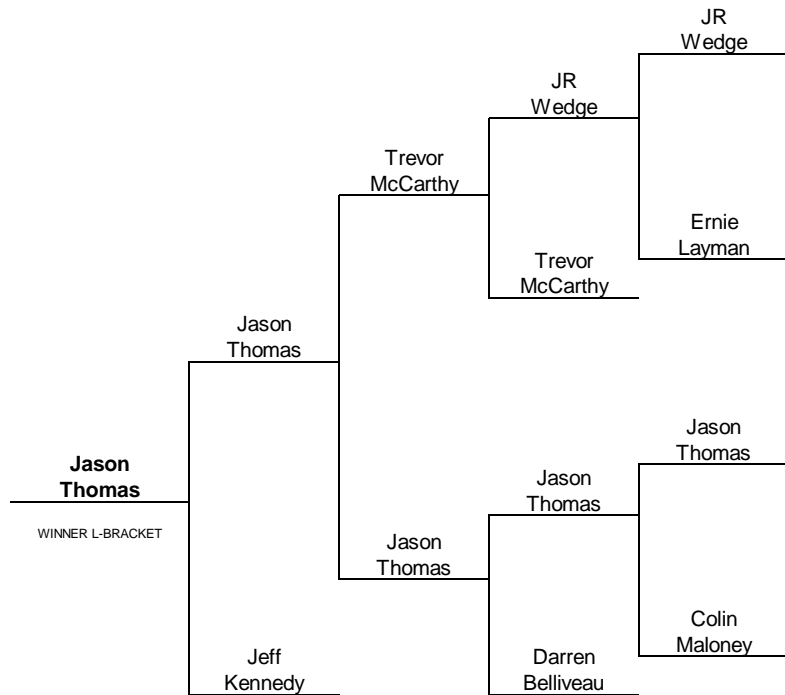 JR
Wedge
JR
Wedge
Trevor
McCarthy
Ernie
Layman
Trevor
McCarthy
Jason
Thomas
Jason
Thomas
Jason
Thomas
Jason
Thomas
WINNER L-BRACKET
Jason
Thomas
Colin
Maloney
Jeff
Kennedy
Darren
Belliveau